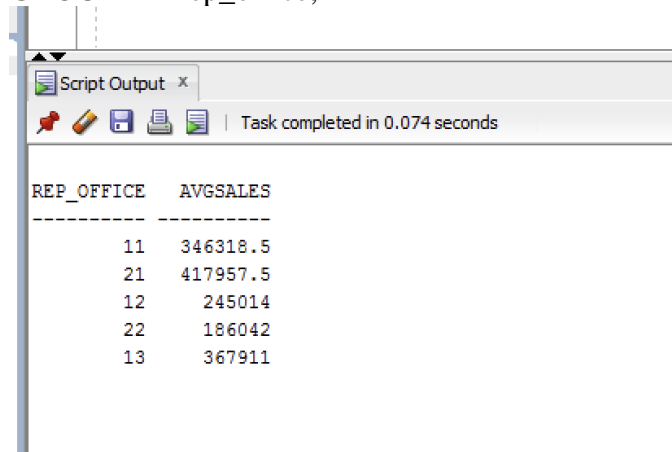 Script Output x
Task completed in 0.074 seconds
REP_OFFICE AVGSALES
---------- ----------
11 346318.5
21 417957.5
12 245014
22 186042
13 367911